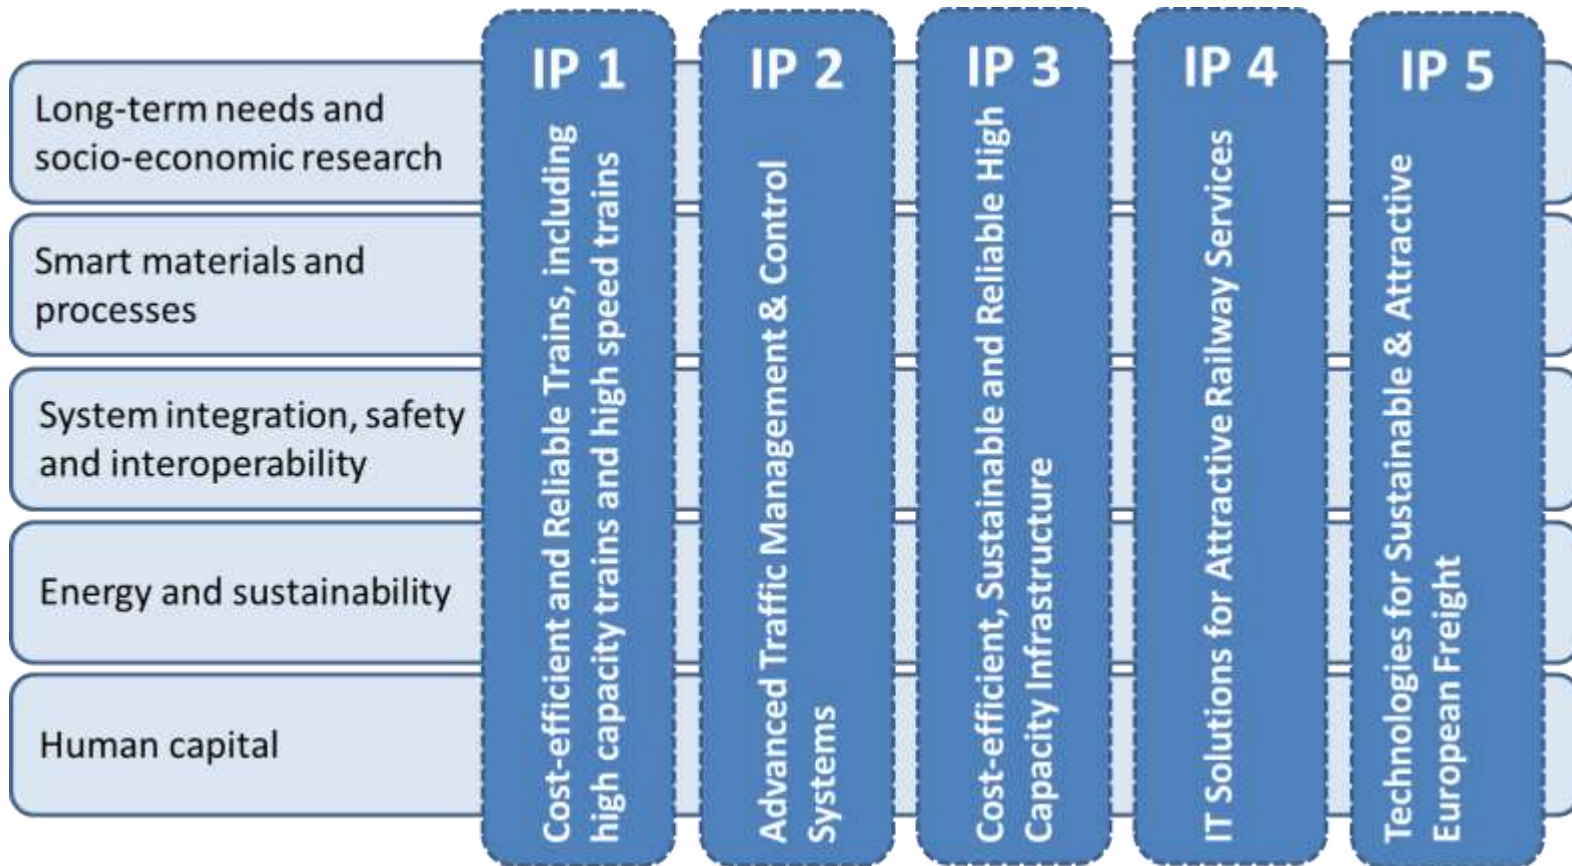 Long-term needs and
socio-economic research
Smart materials and
processes
System integration, safety
and interoperability
Energy and sustainability
Human capital
IP 1
Cost-efficient and Reliable Trains, including
high capacity trains and high speed trains
IP 2
Advanced Traffic Management & Control
Systems
IP 3
Cost-efficient, Sustainable and Reliable High
Capacity Infrastructure
IP 4
IT Solutions for Attractive Railway Services
IP 5
Technologies for Sustainable & Attractive
European Freight